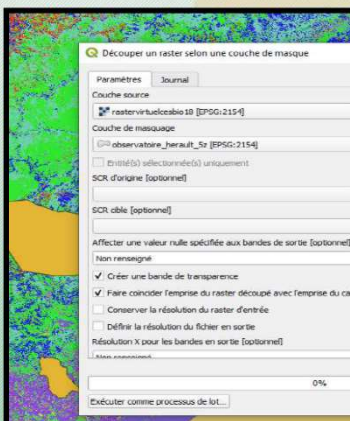 Découper un raster selon une couche de masque
Paramètres
Journal
Couche source
rastervirtuelcesbio18 [EPSG:2154]
Couche de masquage
observatoire_herault_5z [EPSG:2154]
Entité(s) sélectionnée(s) uniquement
SCR d'origine [optionnel]
SCR cible [optionnel]
Affecter une valeur nulle spécifiée aux bandes de sortie [optionnel]
Non renseigné
Créer une bande de transparence
Faire coincider l'emprise du raster découpé avec l'emprise du
Conserver la résolution du raster d'entrée
Définir la résolution du fichier en sortie
Résolution X pour les bandes en sortie [optionnel]
Non renseigné
0%
Exécuter comme processus de lot...